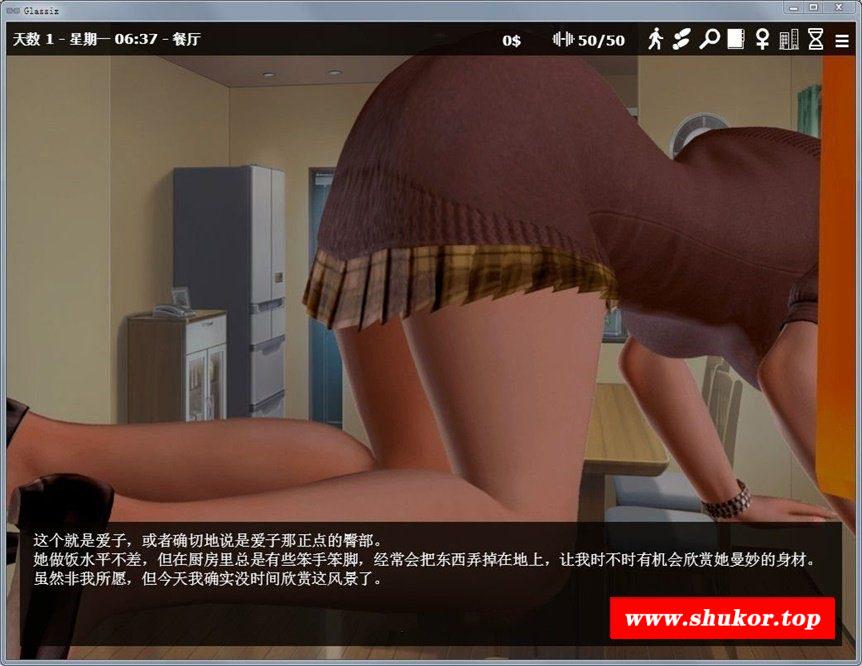 Glassix
天数 1 - 星期一 06:37 - 餐厅
0$
50/50
这个就是爱子，或者确切地说是爱子那正点的臀部。
她做饭水平不差，但在厨房里总是有些笨手笨脚，经常会把东西弄掉在地上，让我时不时有机会欣赏她曼妙的身材。
虽然非我所愿，但今天我确实没时间欣赏这风景了。
www.shukor.top